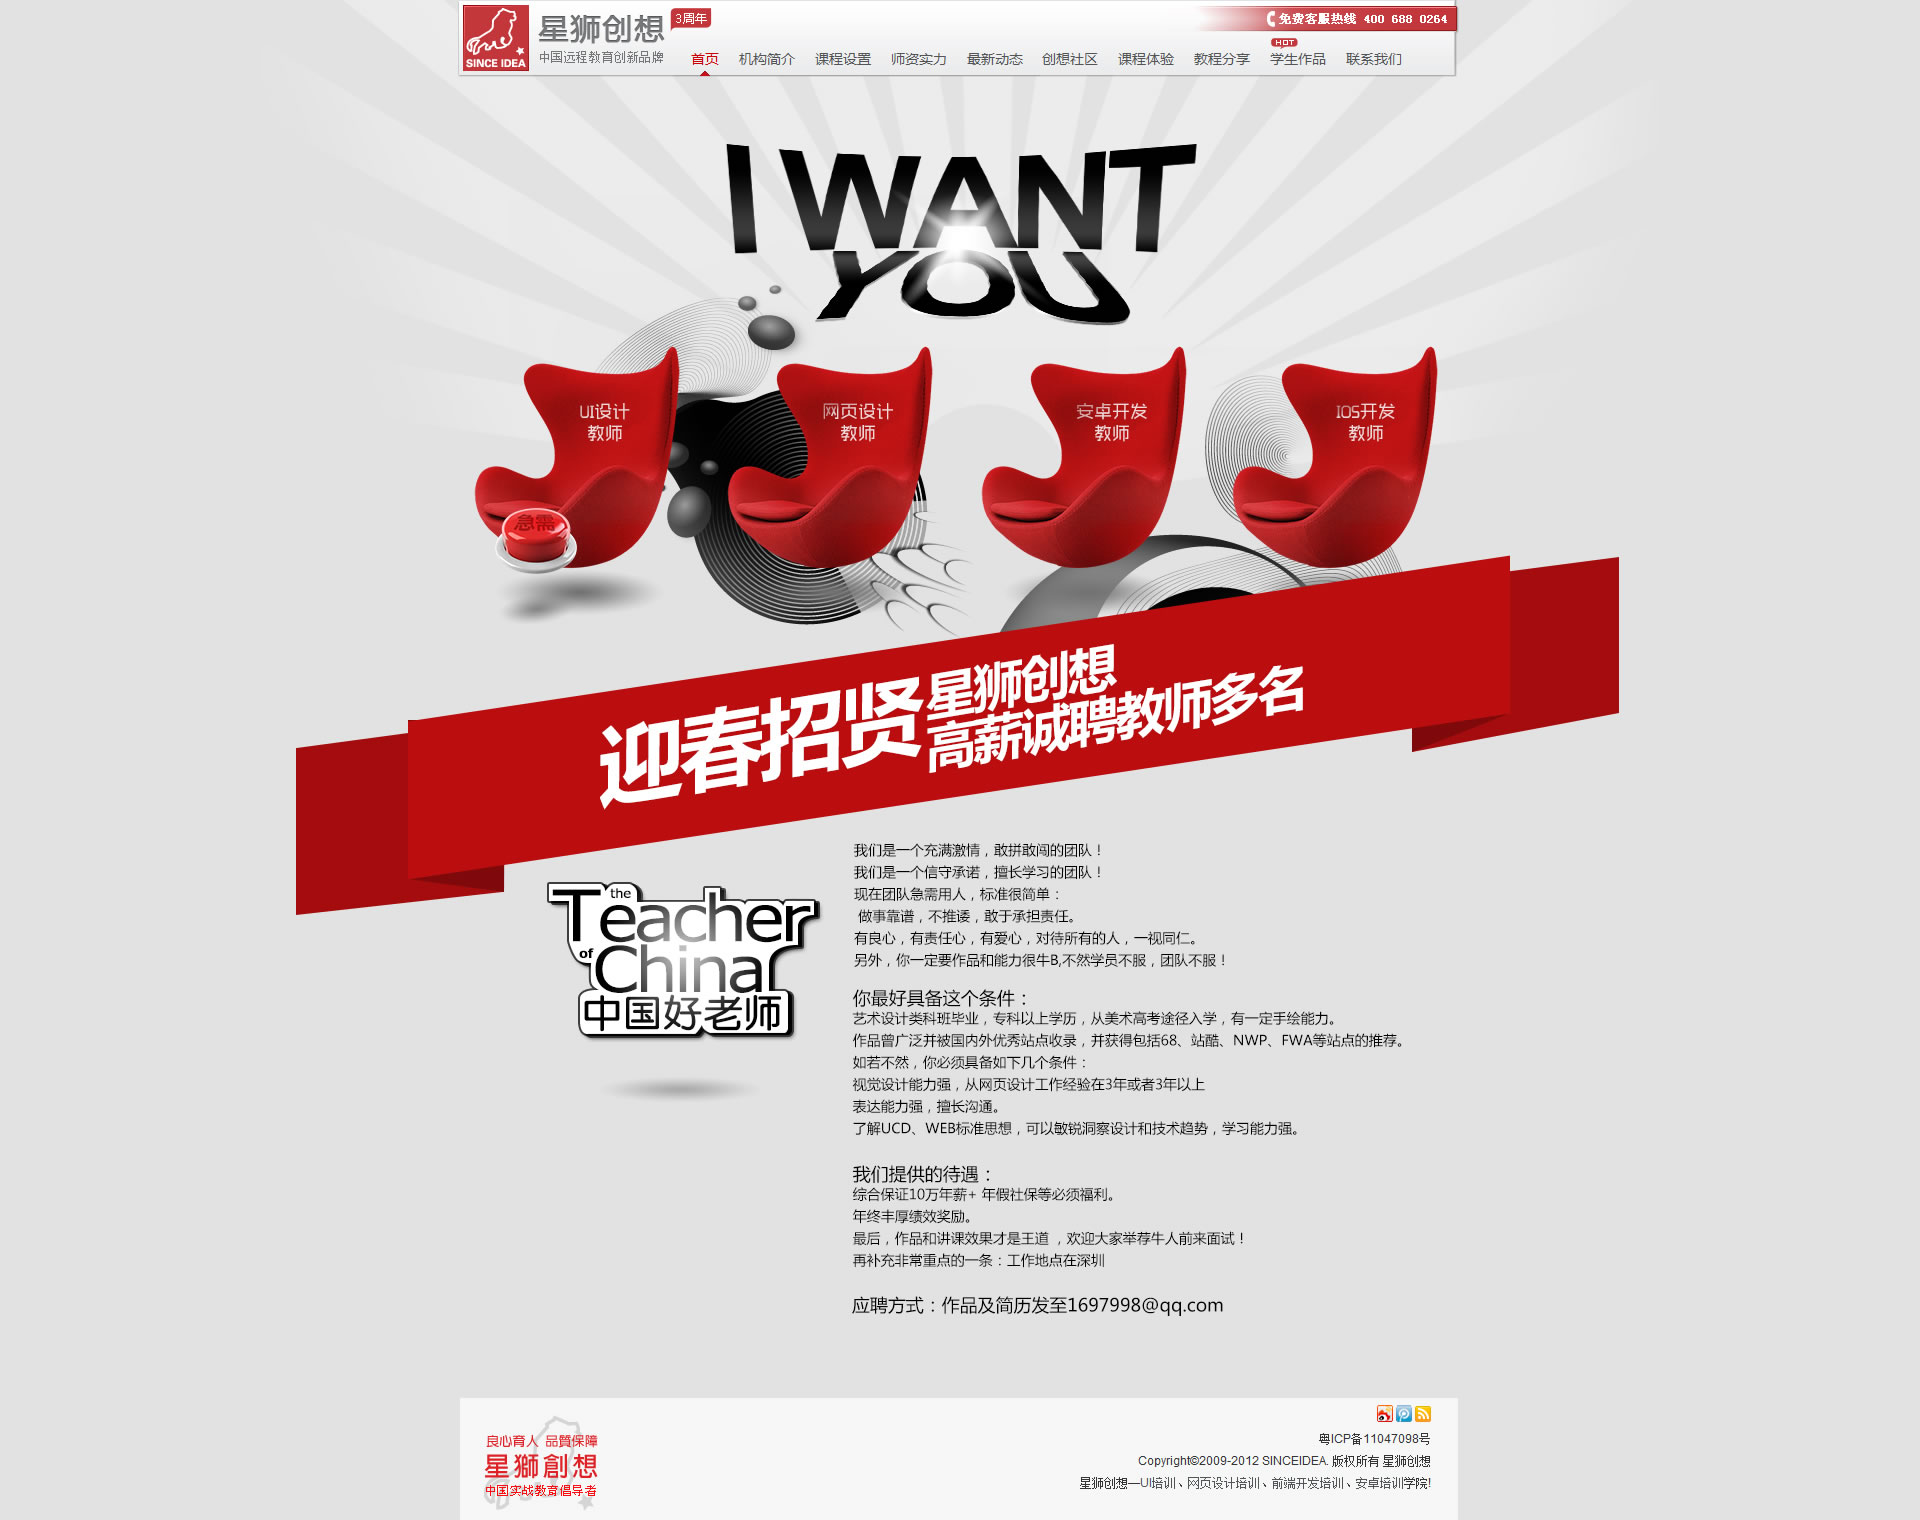 SINCE IDEA
星狮创想
3周年
中国远程教育创新品牌
免费客服热线 400 688 0264
HOT
首页 机构简介 课程设置 师资实力 最新动态 创想社区 课程体验 教程分享 学生作品 联系我们
I WANT
YOU
UI设计
教师
网页设计
教师
安卓开发
教师
IOS开发
教师
急需
迎春招贤
星狮创想
高薪诚聘教师多名
the
Teacher
of
China
中国好老师
我们是一个充满激情，敢拼敢闯的团队！
我们是一个信守承诺，擅长学习的团队！
现在团队急需用人，标准很简单：
做事靠谱，不推诿，敢于承担责任。
有良心，有责任心，有爱心，对待所有的人，一视同仁。
另外，你一定要作品和能力很牛B,不然学员不服，团队不服！
你最好具备这个条件：
艺术设计类科班毕业，专科以上学历，从美术高考途径入学，有一定手绘能力。
作品曾广泛并被国内外优秀站点收录，并获得包括68、站酷、NWP、FWA等站点的推荐。
如若不然，你必须具备如下几个条件：
视觉设计能力强，从网页设计工作经验在3年或者3年以上
表达能力强，擅长沟通。
了解UCD、WEB标准思想，可以敏锐洞察设计和技术趋势，学习能力强。
我们提供的待遇：
综合保证10万年薪+ 年假社保等必须福利。
年终丰厚绩效奖励。
最后，作品和讲课效果才是王道 ，欢迎大家举荐牛人前来面试！
再补充非常重点的一条：工作地点在深圳
应聘方式：作品及简历发至1697998@qq.com
良心育人 品質保障
星獅創想
中国实战教育倡导者
粤ICP备11047098号
Copyright©2009-2012 SINCEIDEA. 版权所有 星狮创想
星狮创想—UI培训、网页设计培训、前端开发培训、安卓培训学院!